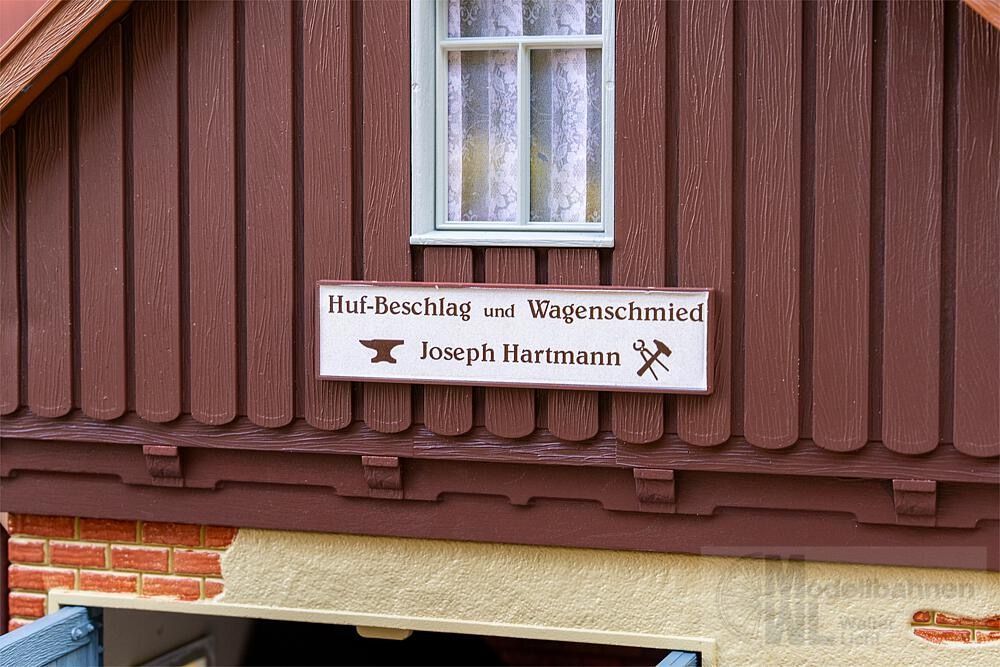 Huf-Beschlag und Wagenschmied
Joseph Hartmann
Modellbahnen